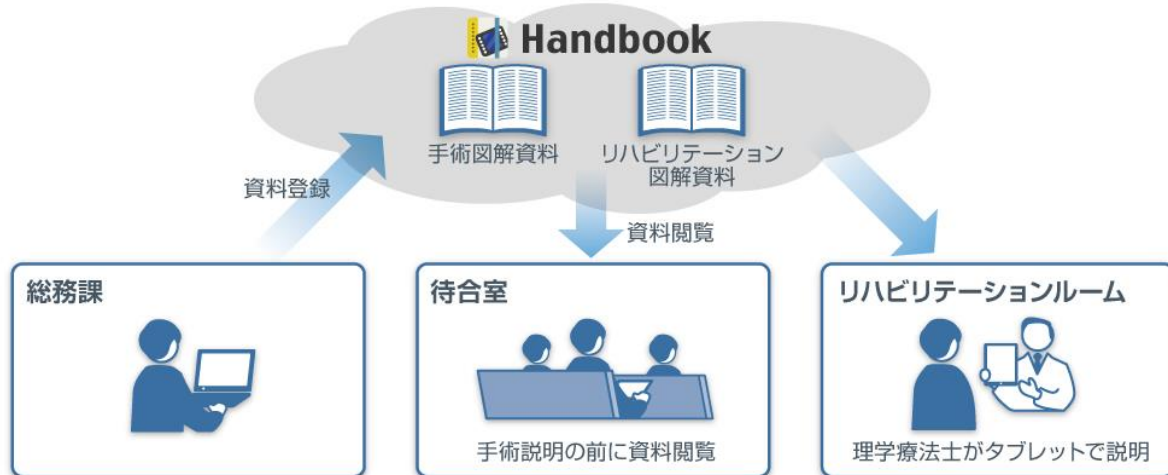 Handbook
手術図解資料
リハビリテーション
図解資料
資料登録
資料閲覧
総務課
待合室
手術説明の前に資料閲覧
リハビリテーションルーム
理学療法士がタブレットで説明